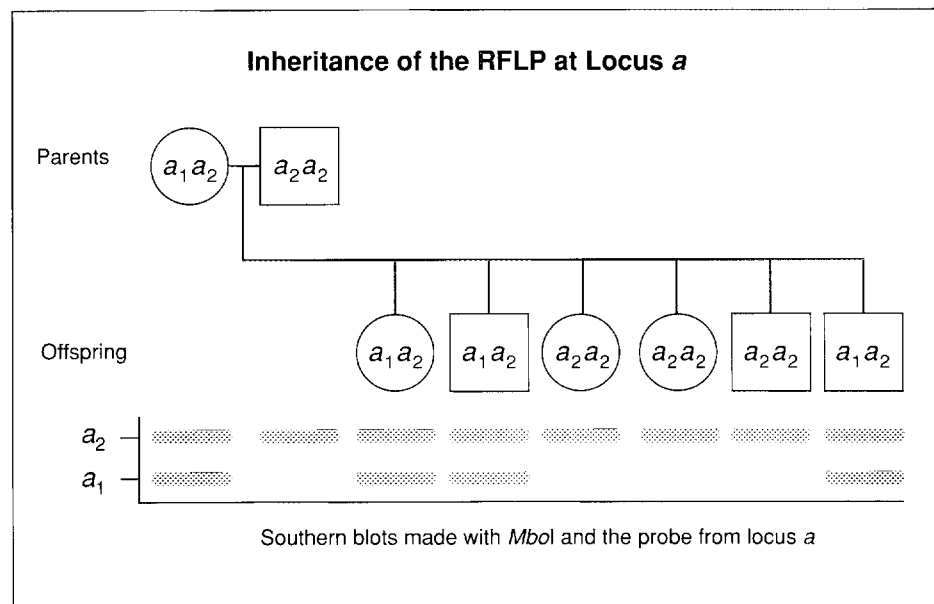 Inheritance of the RFLP at Locus a
Parents
a₁a₂ a₂a₂
Offspring
a₁a₂ a₁a₂ a₂a₂ a₂a₂ a₂a₂ a₁a₂
a₂
a₁
Southern blots made with MboI and the probe from locus a